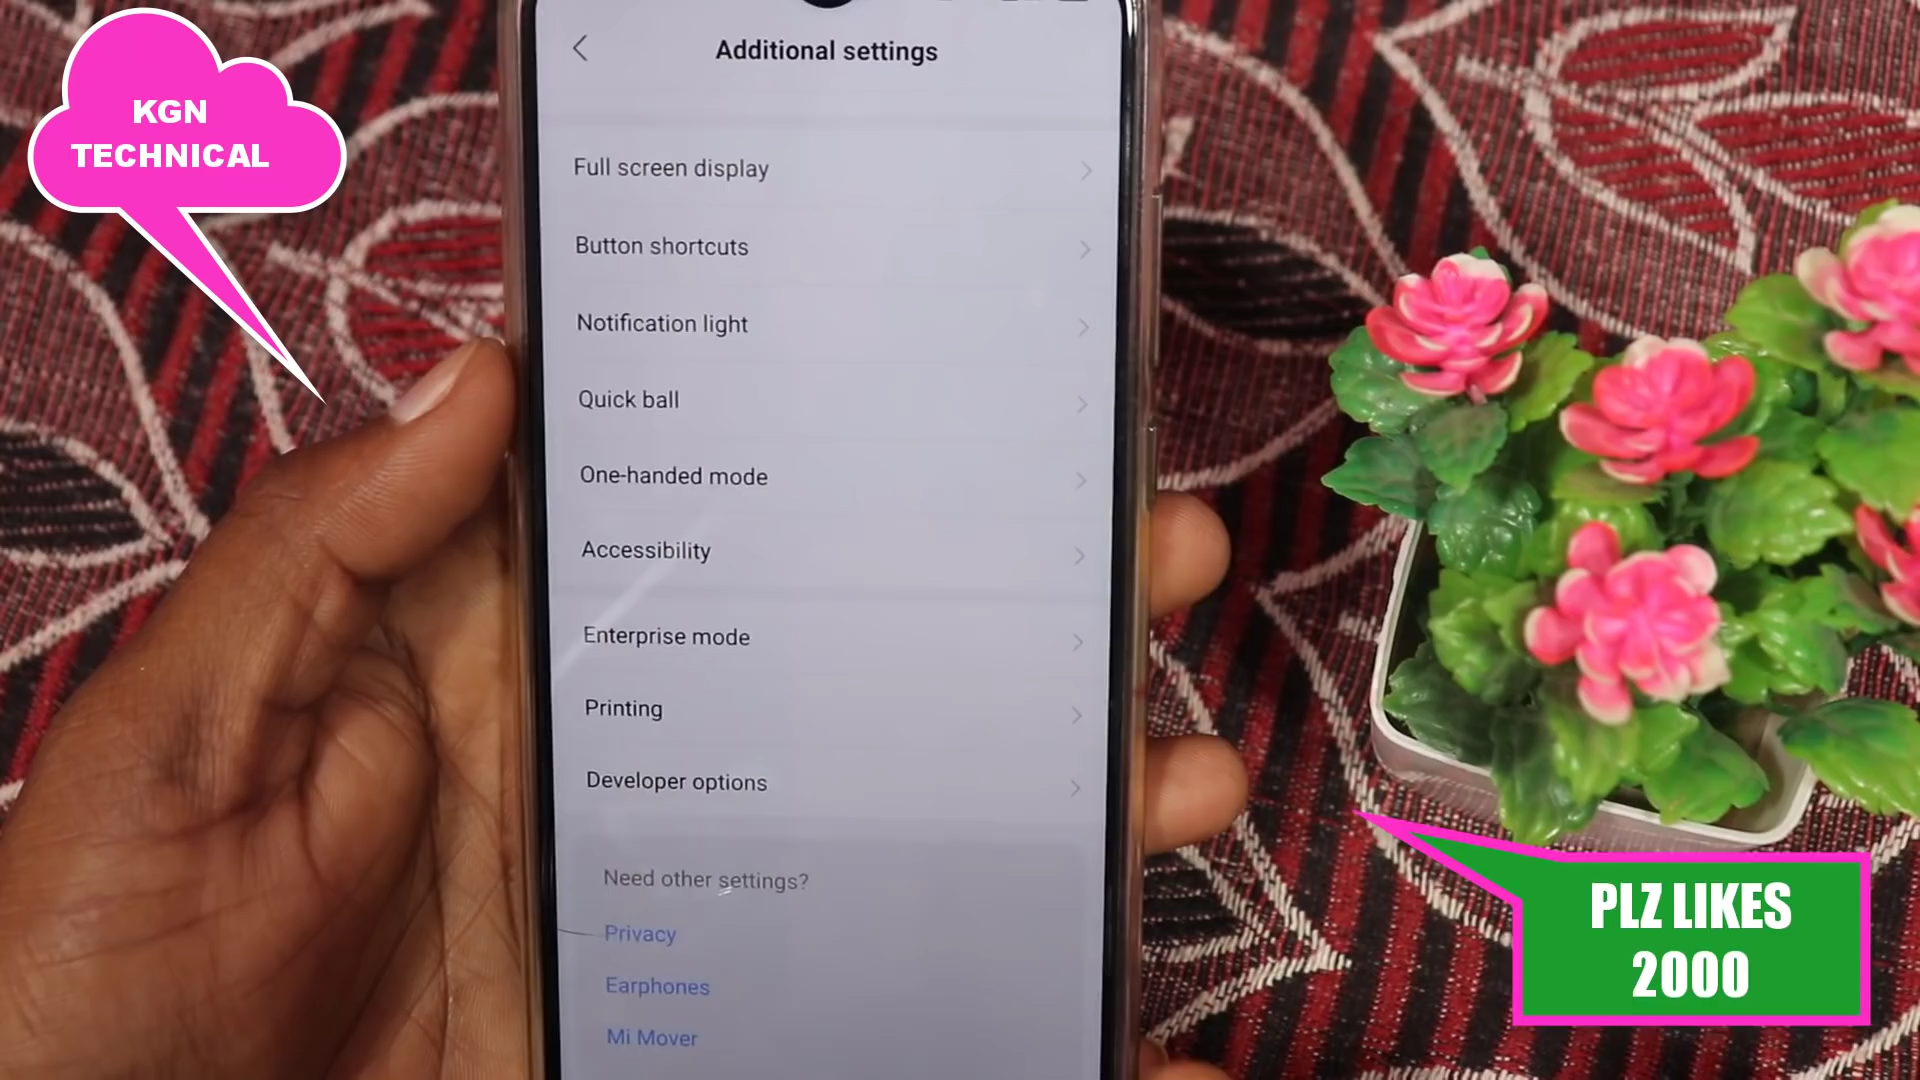 KGN
TECHNICAL
Additional settings
Full screen display
Button shortcuts
Notification light
Quick ball
One-handed mode
Accessibility
Enterprise mode
Printing
Developer options
Need other settings?
Privacy
Earphones
Mi Mover
PLZ LIKES
2000